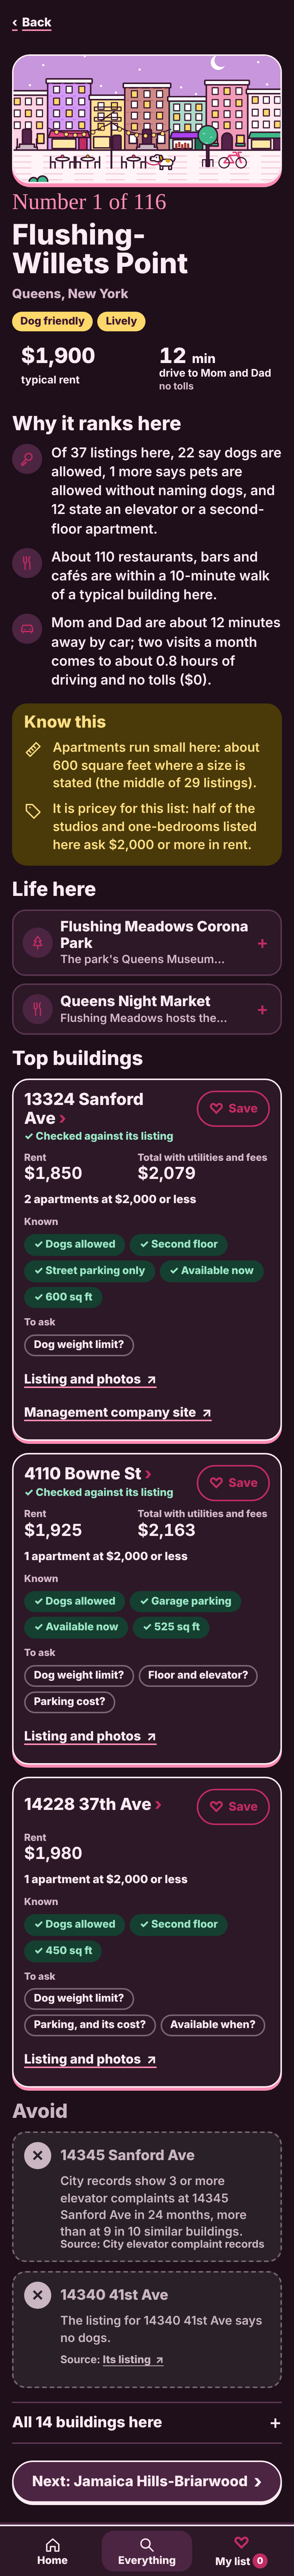 ‹ Back
Number 1 of 116
Flushing-
Willets Point
Queens, New York
Dog friendly
Lively
$1,900
typical rent
12 min
drive to Mom and Dad
no tolls
Why it ranks here
Of 37 listings here, 22 say dogs are
allowed, 1 more says pets are
allowed without naming dogs, and
12 state an elevator or a second-
floor apartment.
About 110 restaurants, bars and
cafés are within a 10-minute walk
of a typical building here.
Mom and Dad are about 12 minutes
away by car; two visits a month
comes to about 0.8 hours of
driving and no tolls ($0).
Know this
Apartments run small here: about
600 square feet where a size is
stated (the middle of 29 listings).
It is pricey for this list: half of the
studios and one-bedrooms listed
here ask $2,000 or more in rent.
Life here
Flushing Meadows Corona
Park
The park's Queens Museum…
+
Queens Night Market
Flushing Meadows hosts the…
+
Top buildings
13324 Sanford
Ave ›
Save
✓ Checked against its listing
Rent
$1,850
Total with utilities and fees
$2,079
2 apartments at $2,000 or less
Known
✓ Dogs allowed
✓ Second floor
✓ Street parking only
✓ Available now
✓ 600 sq ft
To ask
Dog weight limit?
Listing and photos ↗
Management company site ↗
4110 Bowne St ›
Save
✓ Checked against its listing
Rent
$1,925
Total with utilities and fees
$2,163
1 apartment at $2,000 or less
Known
✓ Dogs allowed
✓ Garage parking
✓ Available now
✓ 525 sq ft
To ask
Dog weight limit?
Floor and elevator?
Parking cost?
Listing and photos ↗
14228 37th Ave ›
Save
Rent
$1,980
1 apartment at $2,000 or less
Known
✓ Dogs allowed
✓ Second floor
✓ 450 sq ft
To ask
Dog weight limit?
Parking, and its cost?
Available when?
Listing and photos ↗
Avoid
14345 Sanford Ave
City records show 3 or more
elevator complaints at 14345
Sanford Ave in 24 months, more
than at 9 in 10 similar buildings.
Source: City elevator complaint records
14340 41st Ave
The listing for 14340 41st Ave says
no dogs.
Source: Its listing ↗
All 14 buildings here
+
Next: Jamaica Hills-Briarwood ›
Home
Everything
My list 0